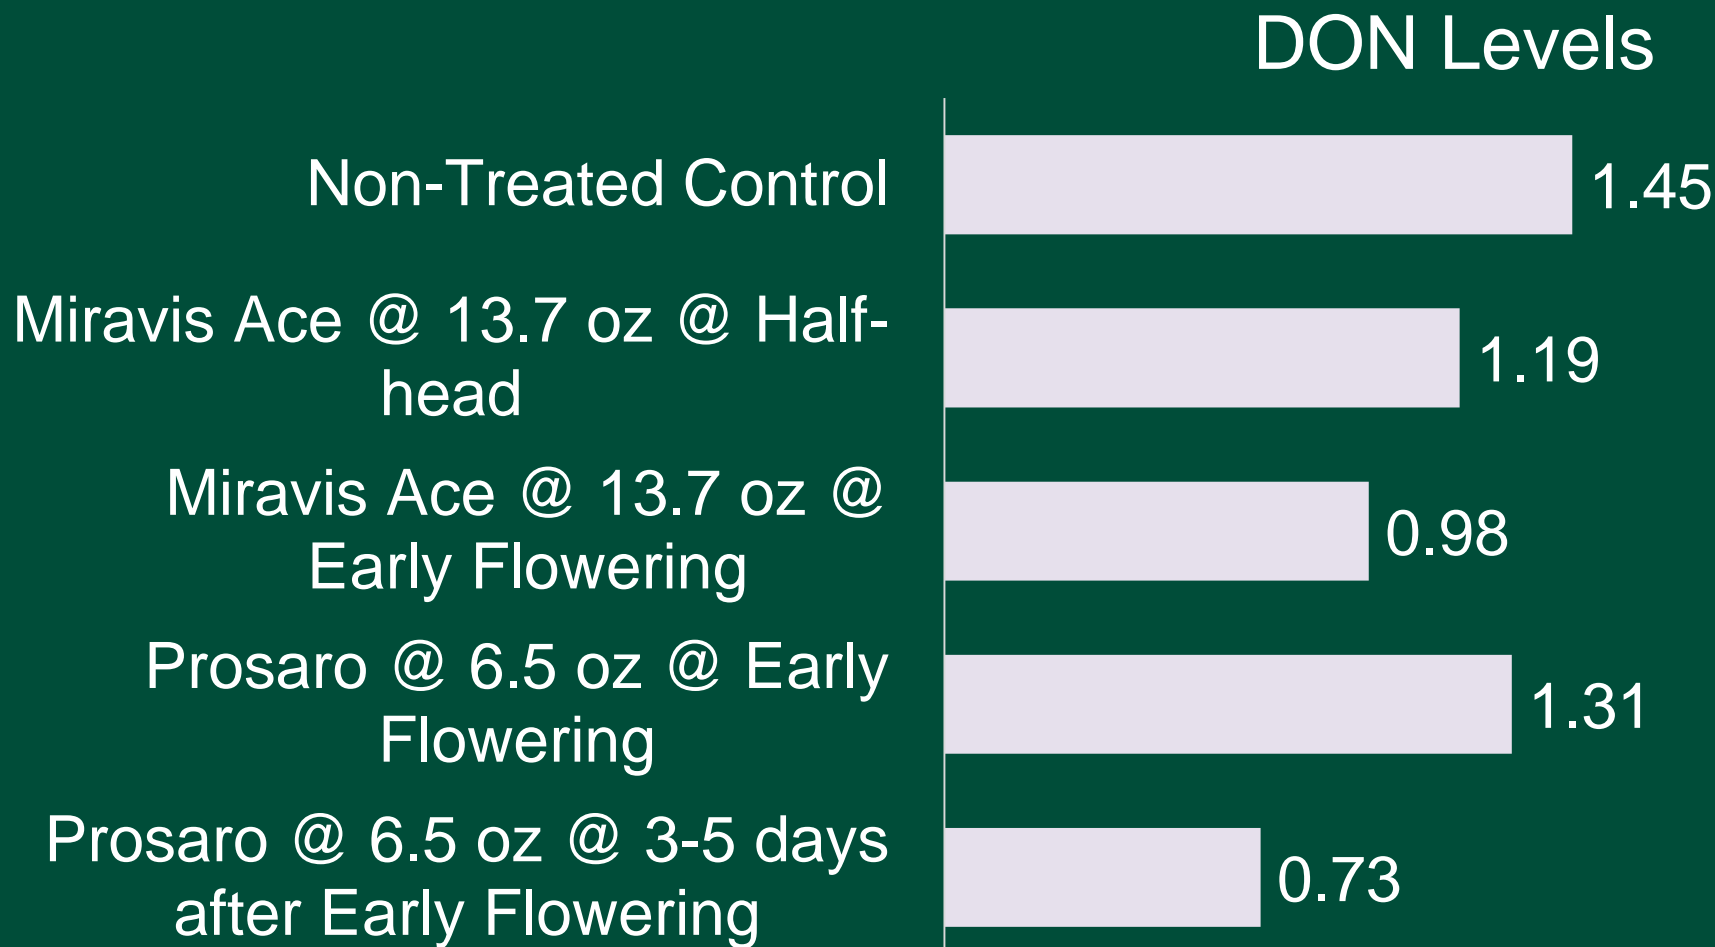 DON Levels
Non-Treated Control
1.45
Miravis Ace @ 13.7 oz @ Half-
head
1.19
Miravis Ace @ 13.7 oz @
Early Flowering
0.98
Prosaro @ 6.5 oz @ Early
Flowering
1.31
Prosaro @ 6.5 oz @ 3-5 days
after Early Flowering
0.73